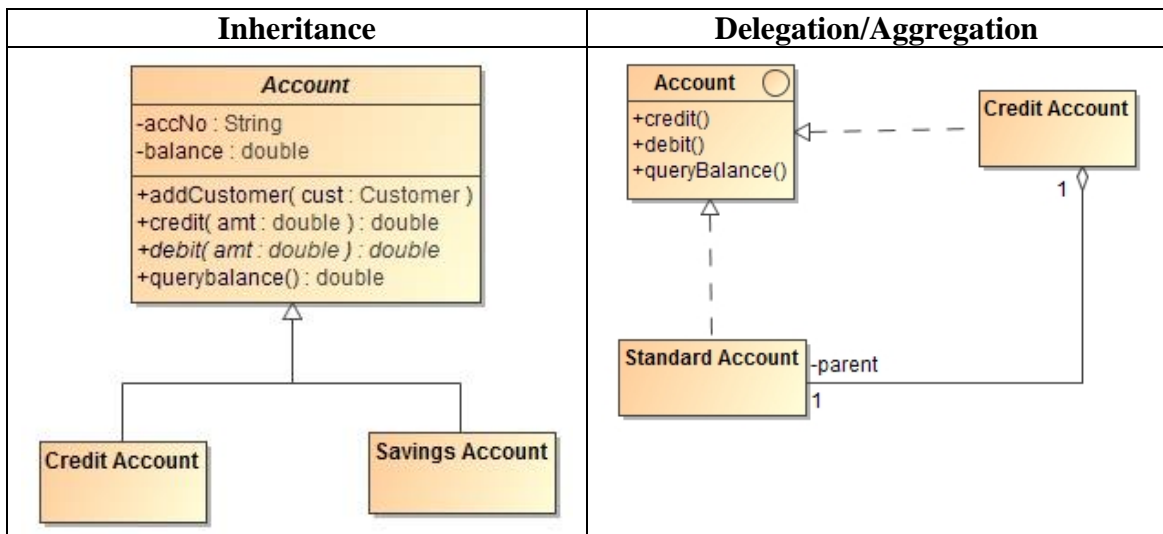 Inheritance
Delegation/Aggregation
Account
-accNo : String
-balance : double
+addCustomer( cust : Customer )
+credit( amt : double ) : double
+debit( amt : double ) : double
+querybalance() : double
Credit Account
Savings Account
Account
+credit()
+debit()
+queryBalance()
Credit Account
1
Standard Account
-parent
1